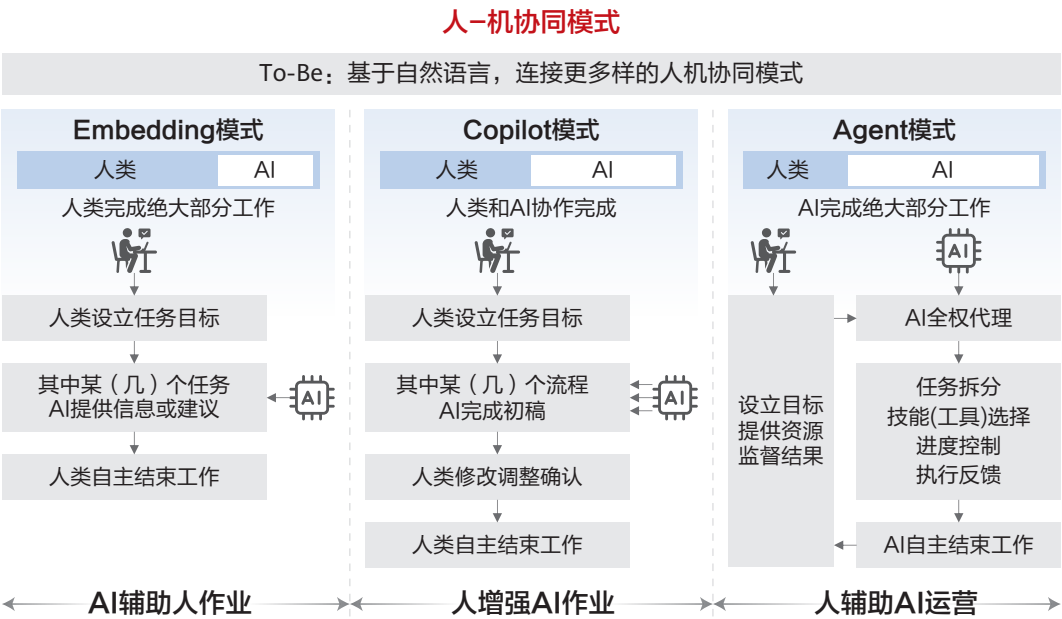 人-机协同模式
To-Be：基于自然语言，连接更多样的人机协同模式
Embedding模式
人类
AI
人类完成绝大部分工作
人类设立任务目标
其中某（几）个任务
AI提供信息或建议
AI
人类自主结束工作
AI辅助人作业
Copilot模式
人类
AI
人类和AI协作完成
人类设立任务目标
其中某（几）个流程
AI完成初稿
AI
人类修改调整确认
人类自主结束工作
人增强AI作业
Agent模式
人类
AI
AI完成绝大部分工作
AI
设立目标
提供资源
监督结果
AI全权代理
任务拆分
技能(工具)选择
进度控制
执行反馈
AI自主结束工作
人辅助AI运营